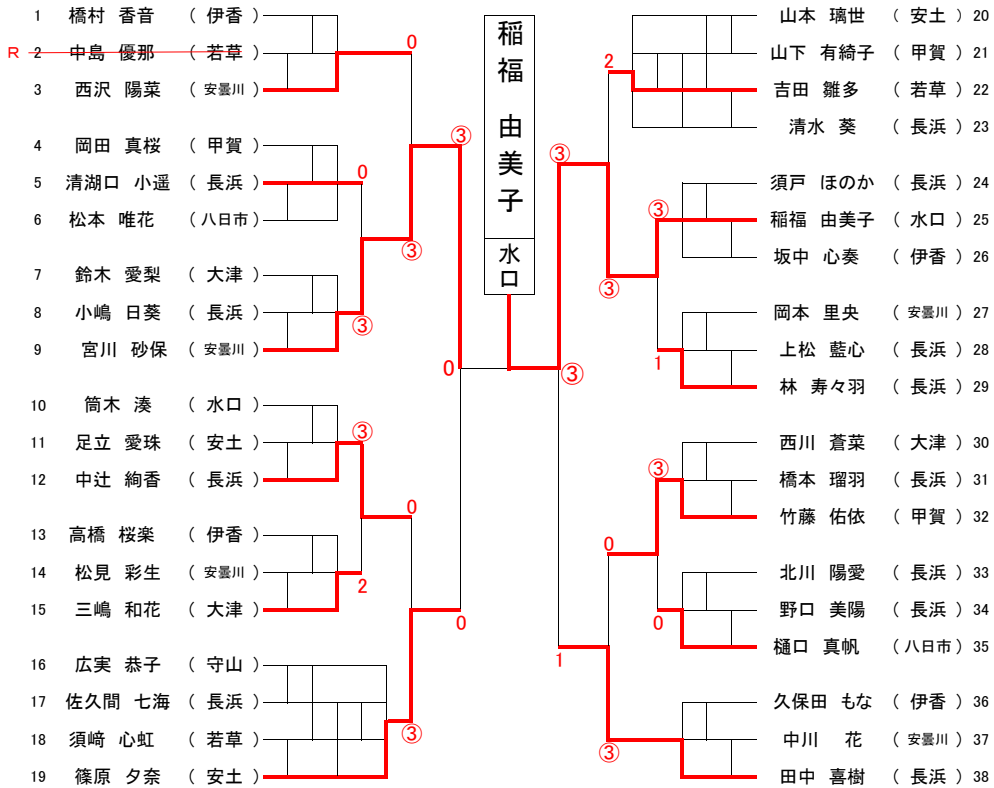 1 橋村 香音 （ 伊香 ）
R 2 中島 優那 （ 若草 ）
3 西沢 陽菜 （ 安曇川 ）
0
4 岡田 真桜 （ 甲賀 ）
5 清湖口 小遥 （ 長浜 ）
6 松本 唯花 （ 八日市 ）
0
③
③
7 鈴木 愛梨 （ 大津 ）
8 小嶋 日葵 （ 長浜 ）
9 宮川 砂保 （ 安曇川 ）
③
0
10 筒木 湊 （ 水口 ）
11 足立 愛珠 （ 安土 ）
12 中辻 絢香 （ 長浜 ）
③
0
13 高橋 桜楽 （ 伊香 ）
14 松見 彩生 （ 安曇川 ）
15 三嶋 和花 （ 大津 ）
2
0
16 広実 恭子 （ 守山 ）
17 佐久間 七海 （ 長浜 ）
18 須﨑 心虹 （ 若草 ）
19 篠原 夕奈 （ 安土 ）
③
稲福 由美子
水口
山本 璃世 （ 安土 ） 20
山下 有綺子 （ 甲賀 ） 21
吉田 雛多 （ 若草 ） 22
清水 葵 （ 長浜 ） 23
2
③
須戸 ほのか （ 長浜 ） 24
稲福 由美子 （ 水口 ） 25
坂中 心奏 （ 伊香 ） 26
③
③
岡本 里央 （ 安曇川 ） 27
上松 藍心 （ 長浜 ） 28
林 寿々羽 （ 長浜 ） 29
1
③
西川 蒼菜 （ 大津 ） 30
橋本 瑠羽 （ 長浜 ） 31
竹藤 佑依 （ 甲賀 ） 32
③
0
北川 陽愛 （ 長浜 ） 33
野口 美陽 （ 長浜 ） 34
樋口 真帆 （ 八日市 ） 35
0
1
久保田 もな （ 伊香 ） 36
中川 花 （ 安曇川 ） 37
田中 喜樹 （ 長浜 ） 38
③